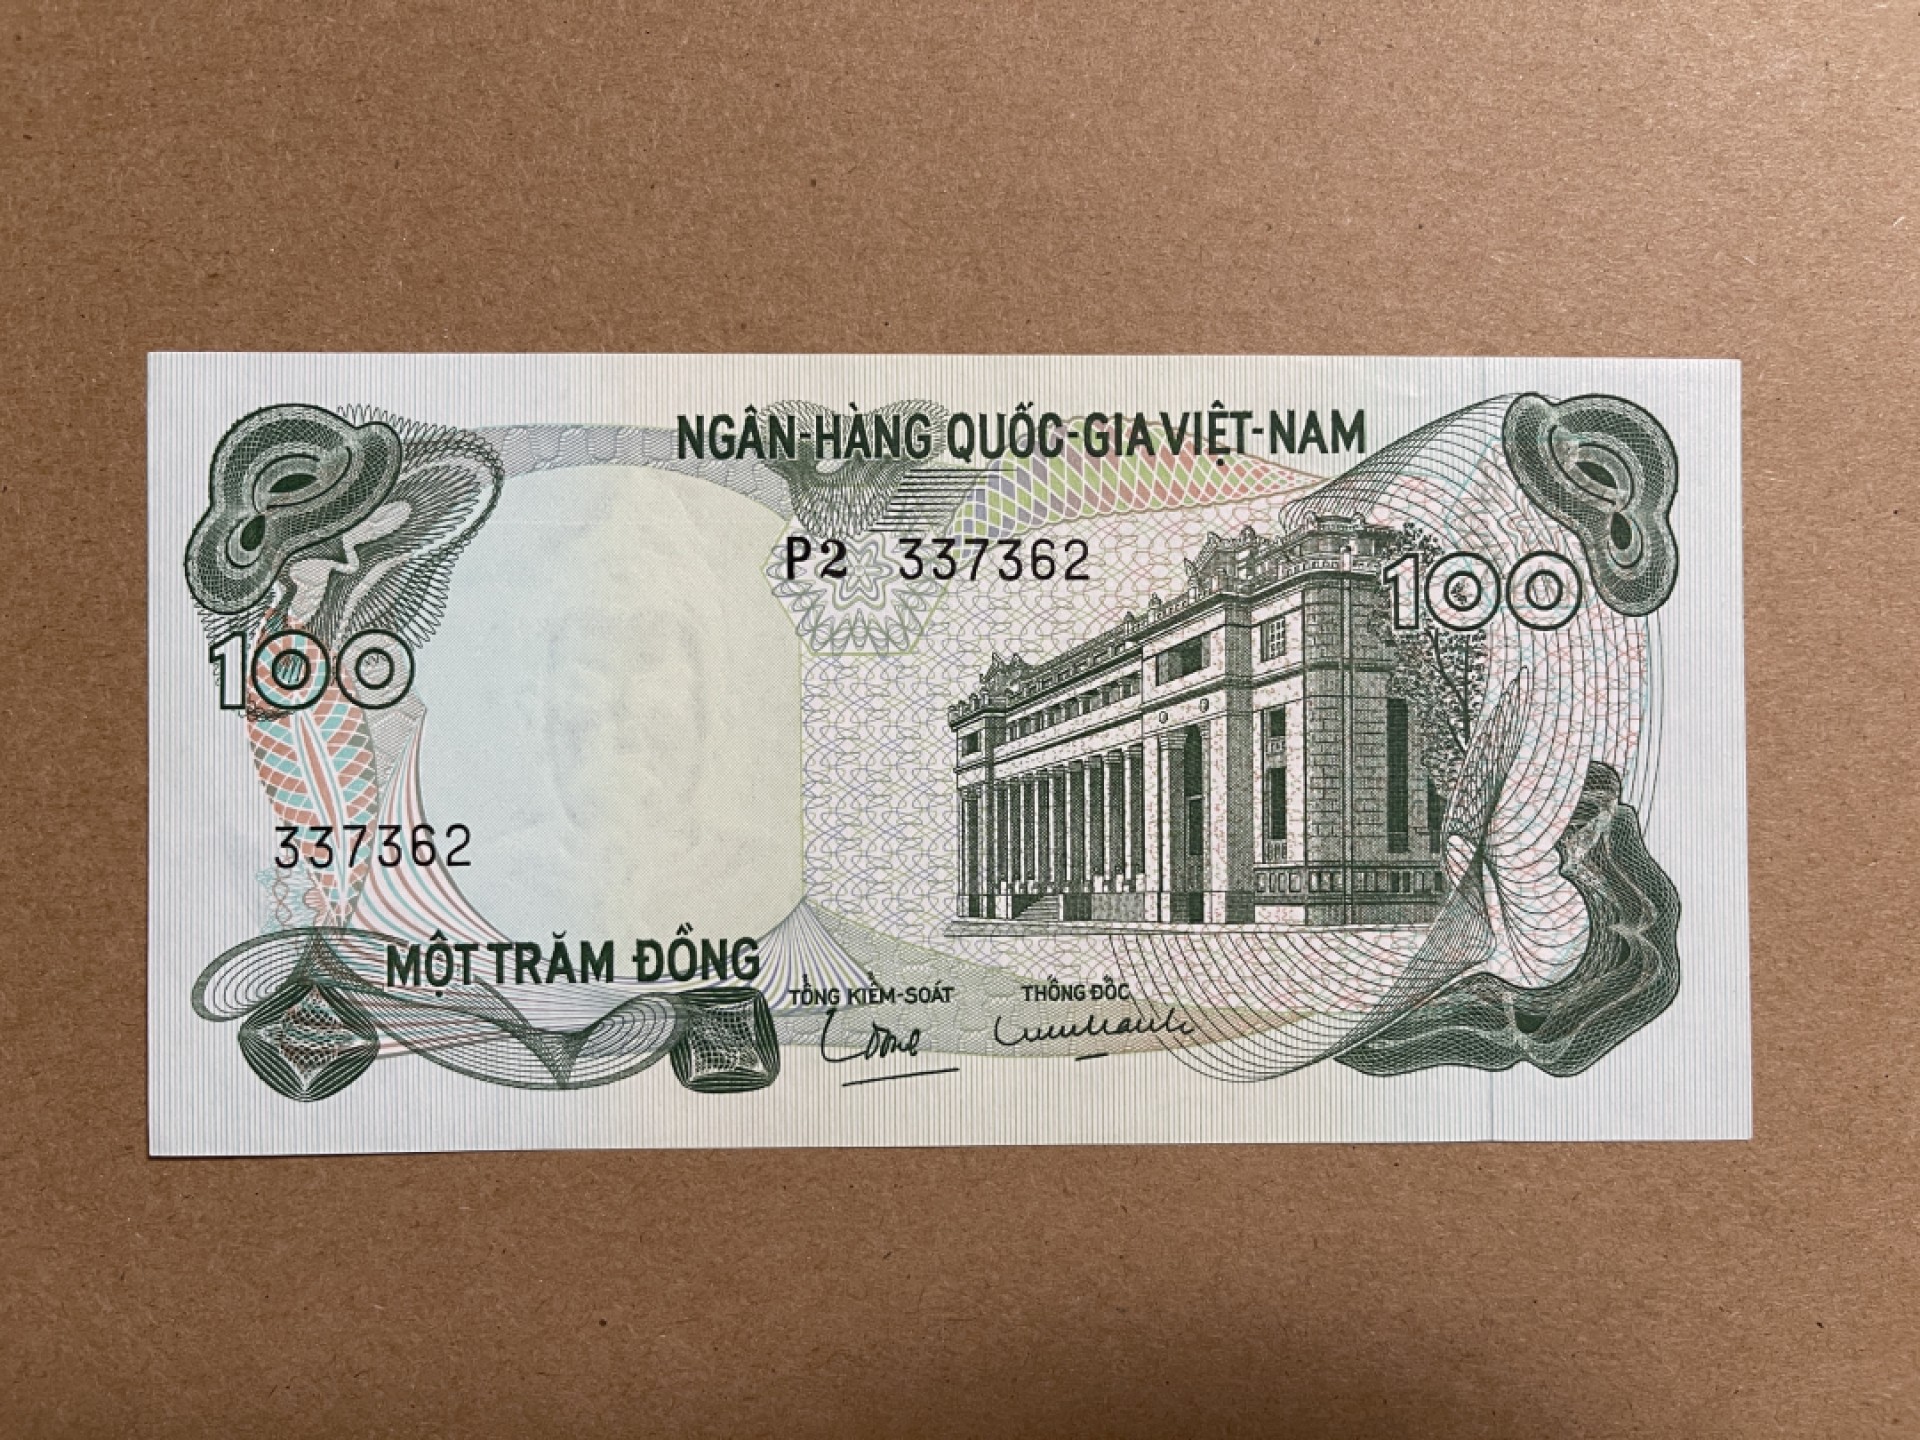 NGÂN-HÀNG QUỐC-GIA VIỆT-NAM
P2 337362
100
100
337362
MỘT TRĂM ĐỒNG
TỔNG KIỂM-SOÁT THỐNG ĐỐC